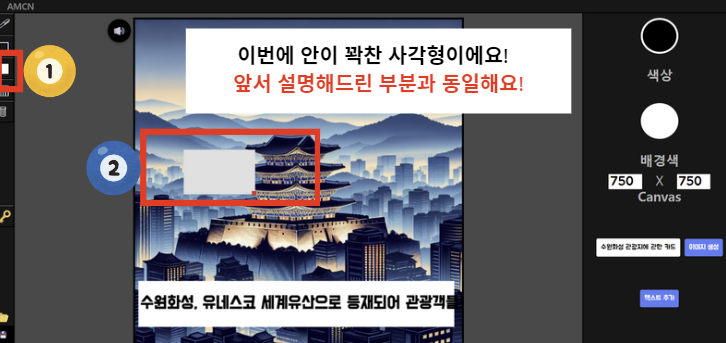 AMCN
이번에 안이 꽉찬 사각형이에요!
앞서 설명해드린 부분과 동일해요!
1
색상
2
배경색
750 X 750
Canvas
수원화성 관광지에 관한 카드
이미지 생성
텍스트 추가
수원화성, 유네스코 세계유산으로 등재되어 관광객들